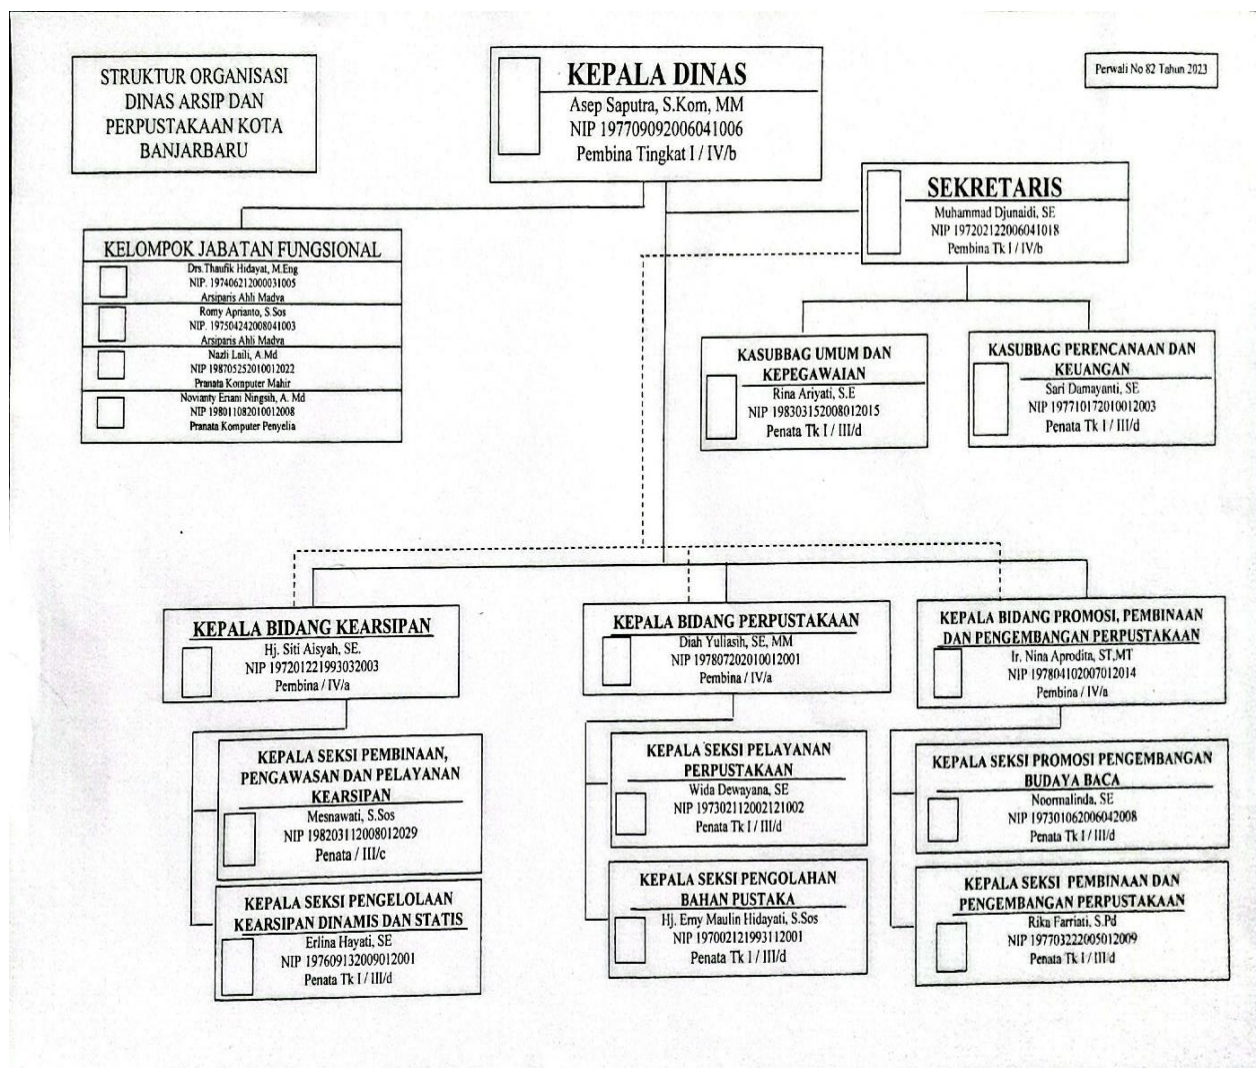 STRUKTUR ORGANISASI
DINAS ARSIP DAN
PERPUSTAKAAN KOTA
BANJARBARU
KEPALA DINAS
Asep Saputra, S.Kom, MM
NIP 197709092006041006
Pembina Tingkat I / IV/b
Perwali No 82 Tahun 2023
SEKRETARIS
Muhammad Djunaidi, SE
NIP 197202122006041018
Pembina Tk I / IV/b
KELOMPOK JABATAN FUNGSIONAL
Drs. Thaufik Hidayat, M.Eng
NIP. 197406212000031005
Arsiparis Ahli Madya
Romy Aprianto, S.Sos
NIP. 197504242008041003
Arsiparis Ahli Madya
Nazli Laili, A.Md
NIP 198705252010012022
Pranata Komputer Mahir
Novianty Eriani Ningsih, A. Md
NIP 198011082010012008
Pranata Komputer Penyelia
KASUBBAG UMUM DAN
KEPEGAWAIAN
Rina Ariyati, S.E
NIP 198303152008012015
Penata Tk I / III/d
KASUBBAG PERENCANAAN DAN
KEUANGAN
Sari Damayanti, SE
NIP 197710172010012003
Penata Tk I / III/d
KEPALA BIDANG KEARSIPAN
Hj. Siti Aisyah, SE.
NIP 197201221993032003
Pembina / IV/a
KEPALA SEKSI PEMBINAAN,
PENGAWASAN DAN PELAYANAN
KEARSIPAN
Mesnawati, S.Sos
NIP 198203112008012029
Penata / III/c
KEPALA SEKSI PENGELOLAAN
KEARSIPAN DINAMIS DAN STATIS
Erlina Hayati, SE
NIP 197609132009012001
Penata Tk I / III/d
KEPALA BIDANG PERPUSTAKAAN
Diah Yuliasih, SE, MM
NIP 197807202010012001
Pembina / IV/a
KEPALA SEKSI PELAYANAN
PERPUSTAKAAN
Wida Dewayana, SE
NIP 197302112002121002
Penata Tk I / III/d
KEPALA SEKSI PENGOLAHAN
BAHAN PUSTAKA
Hj. Erny Maulin Hidayati, S.Sos
NIP 197002121993112001
Penata Tk I / III/d
KEPALA BIDANG PROMOSI, PEMBINAAN
DAN PENGEMBANGAN PERPUSTAKAAN
Ir. Nina Aprodita, ST,MT
NIP 197804102007012014
Pembina / IV/a
KEPALA SEKSI PROMOSI PENGEMBANGAN
BUDAYA BACA
Noormalinda, SE
NIP 197301062006042008
Penata Tk I / III/d
KEPALA SEKSI PEMBINAAN DAN
PENGEMBANGAN PERPUSTAKAAN
Rika Farriati, S.Pd
NIP 197703222005012009
Penata Tk I / III/d